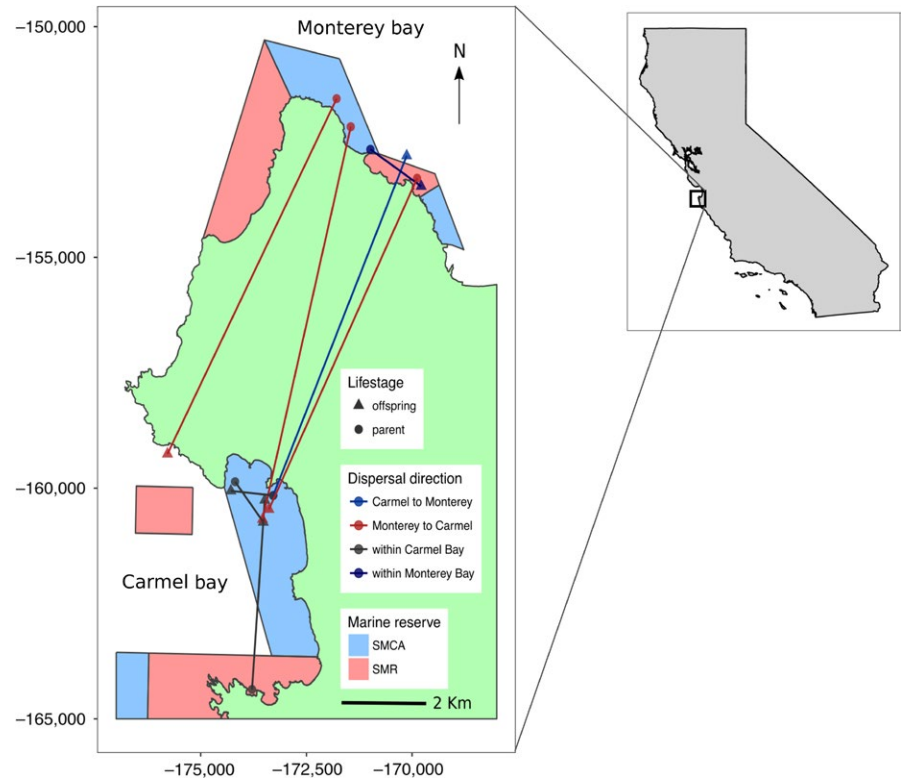 Monterey bay
N
−150,000
−155,000
−160,000
−165,000
Lifestage
offspring
parent
Dispersal direction
Carmel to Monterey
Monterey to Carmel
within Carmel Bay
within Monterey Bay
Carmel bay
Marine reserve
SMCA
SMR
2 Km
−175,000
−172,500
−170,000